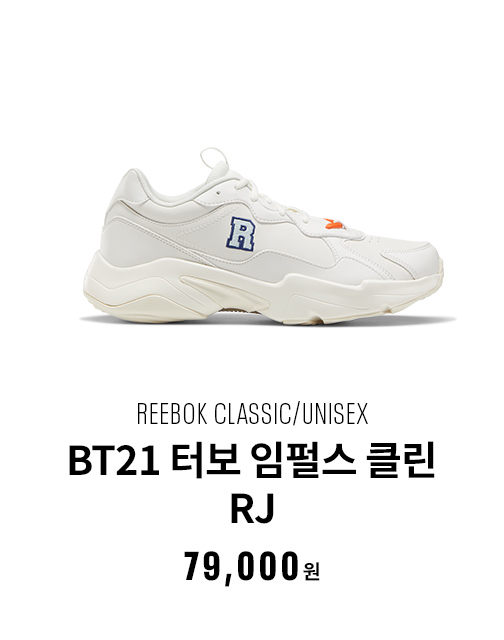 R
REEBOK CLASSIC/UNISEX
BT21 터보 임펄스 클린
RJ
79,000원